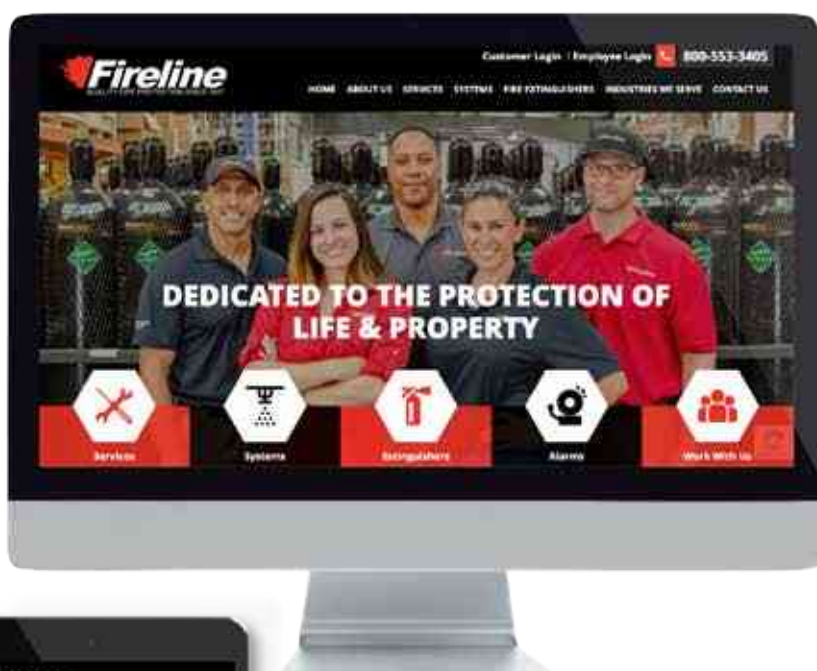 Customer Login | Employee Login 800-553-3405
Fireline
HOME ABOUT US SERVICES SYSTEMS FIRE EXTINGUISHERS INDUSTRIES WE SERVE CONTACT US
DEDICATED TO THE PROTECTION OF
LIFE & PROPERTY
Services Systems Extinguishers Alarms Work With Us